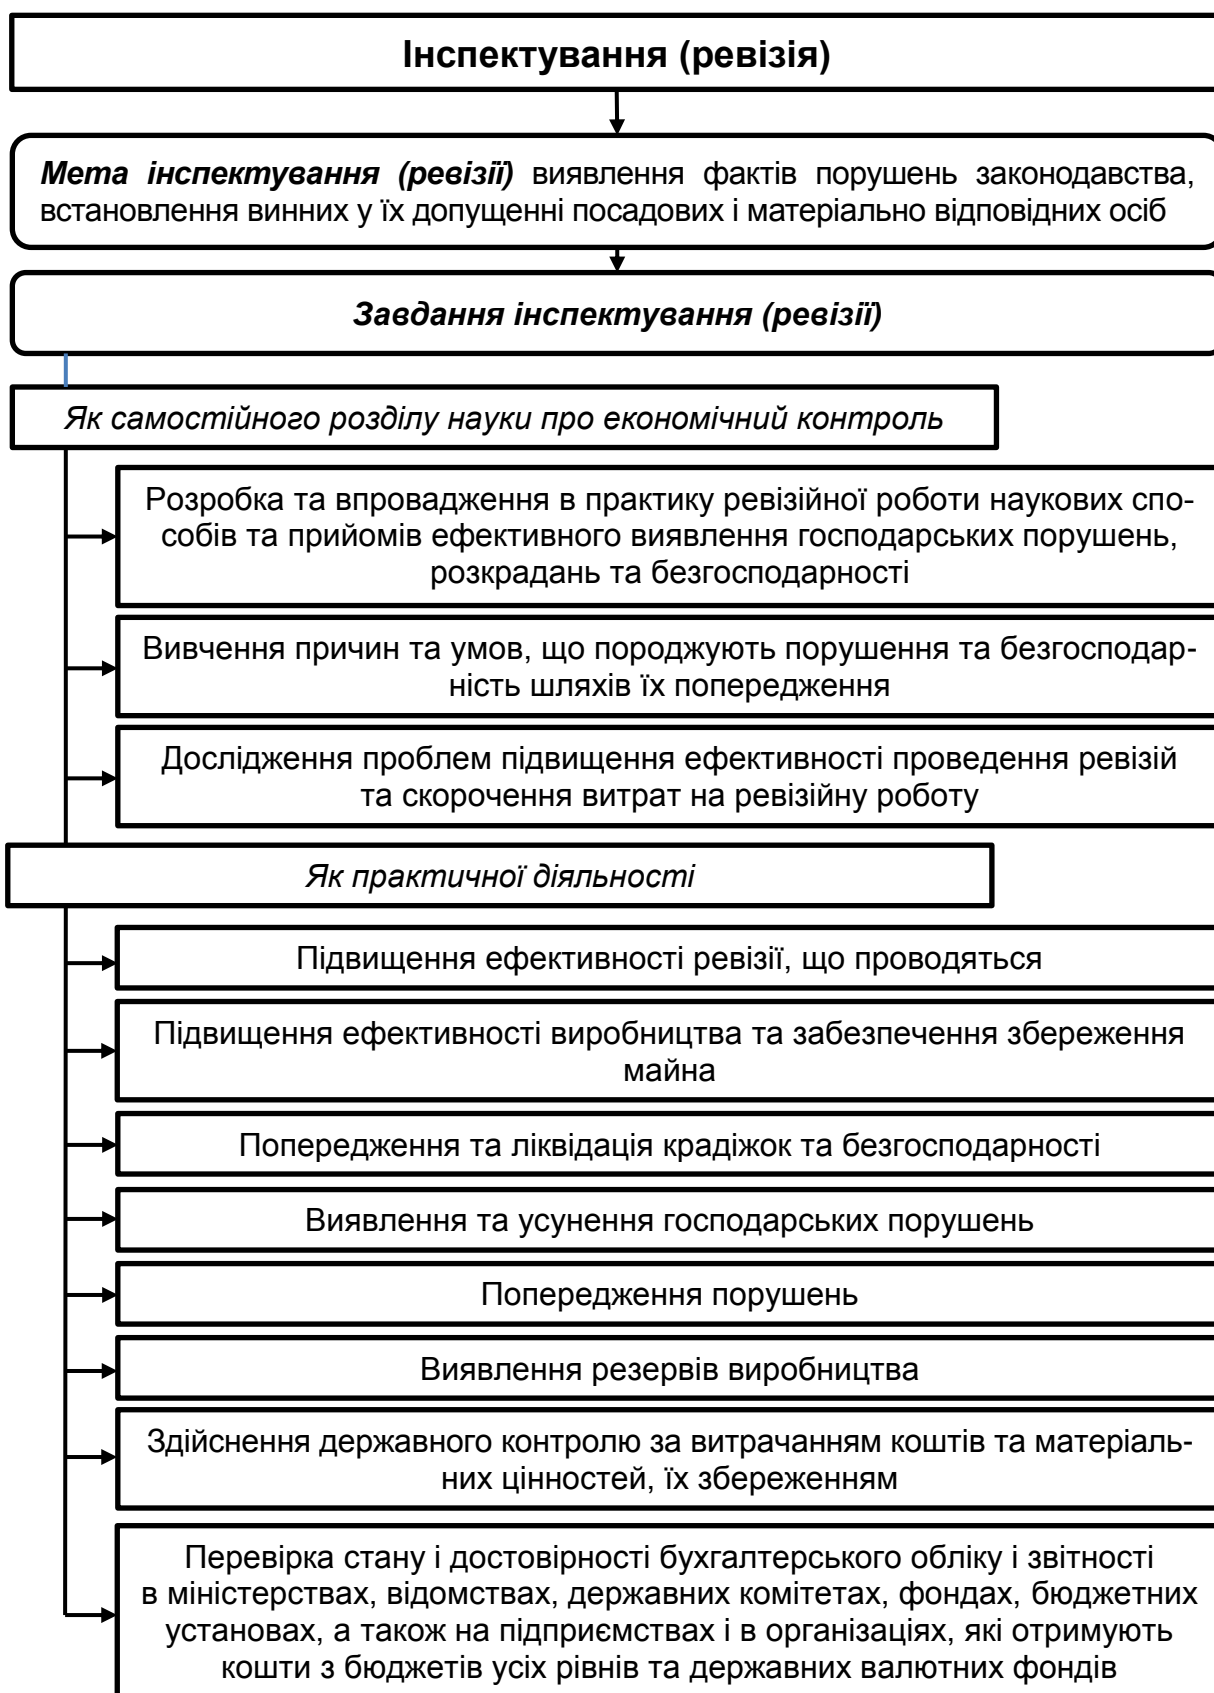 Інспектування (ревізія)
Мета інспектування (ревізії) виявлення фактів порушень законодавства,
встановлення винних у їх допущенні посадових і матеріально відповідних осіб
Завдання інспектування (ревізії)
Як самостійного розділу науки про економічний контроль
Розробка та впровадження в практику ревізійної роботи наукових спо-
собів та прийомів ефективного виявлення господарських порушень,
розкрадань та безгосподарності
Вивчення причин та умов, що породжують порушення та безгосподар-
ність шляхів їх попередження
Дослідження проблем підвищення ефективності проведення ревізій
та скорочення витрат на ревізійну роботу
Як практичної діяльності
Підвищення ефективності ревізії, що проводяться
Підвищення ефективності виробництва та забезпечення збереження
майна
Попередження та ліквідація крадіжок та безгосподарності
Виявлення та усунення господарських порушень
Попередження порушень
Виявлення резервів виробництва
Здійснення державного контролю за витрачанням коштів та матеріаль-
них цінностей, їх збереженням
Перевірка стану і достовірності бухгалтерського обліку і звітності
в міністерствах, відомствах, державних комітетах, фондах, бюджетних
установах, а також на підприємствах і в організаціях, які отримують
кошти з бюджетів усіх рівнів та державних валютних фондів